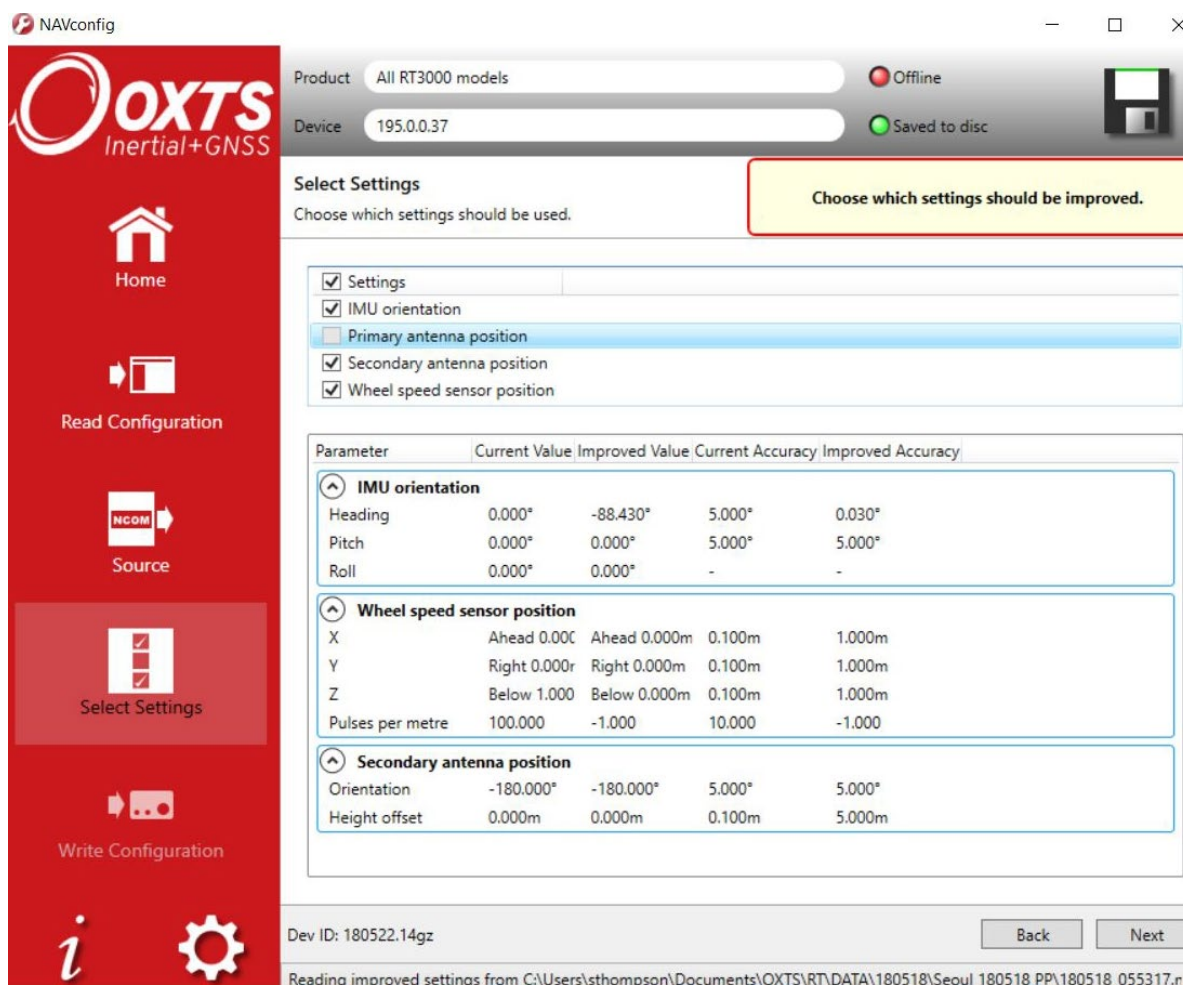 NAVconfig
OXTS
Inertial+GNSS
Product All RT3000 models Offline
Device 195.0.0.37 Saved to disc
Select Settings
Choose which settings should be used.
Choose which settings should be improved.
Home
Read Configuration
NCOM
Source
Select Settings
Write Configuration
Settings
IMU orientation
Primary antenna position
Secondary antenna position
Wheel speed sensor position
Parameter Current Value Improved Value Current Accuracy Improved Accuracy
IMU orientation
Heading 0.000° -88.430° 5.000° 0.030°
Pitch 0.000° 0.000° 5.000° 5.000°
Roll 0.000° 0.000° - -
Wheel speed sensor position
X Ahead 0.000 Ahead 0.000m 0.100m 1.000m
Y Right 0.000r Right 0.000m 0.100m 1.000m
Z Below 1.000 Below 0.000m 0.100m 1.000m
Pulses per metre 100.000 -1.000 10.000 -1.000
Secondary antenna position
Orientation -180.000° -180.000° 5.000° 5.000°
Height offset 0.000m 0.000m 0.100m 5.000m
i
Dev ID: 180522.14gz
Back Next
Reading improved settings from C:\Users\sthompson\Documents\OXTS\RT\DATA\180518\Seoul 180518 PP\180518_055317.n